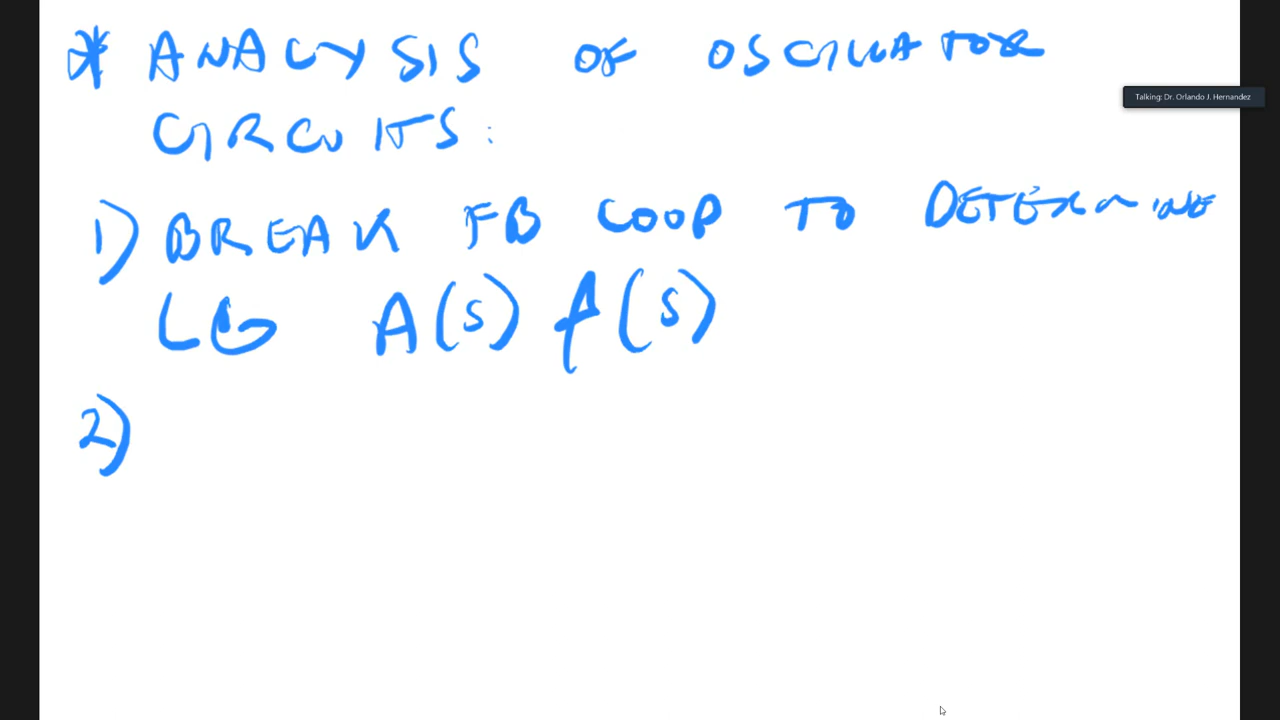 * ANALYSIS OF OSCILLATOR
Talking: Dr. Orlando J. Hernandez
CIRCUITS:
1) BREAK FB LOOP TO DETERMINE
LG A(s) β(s)
2)